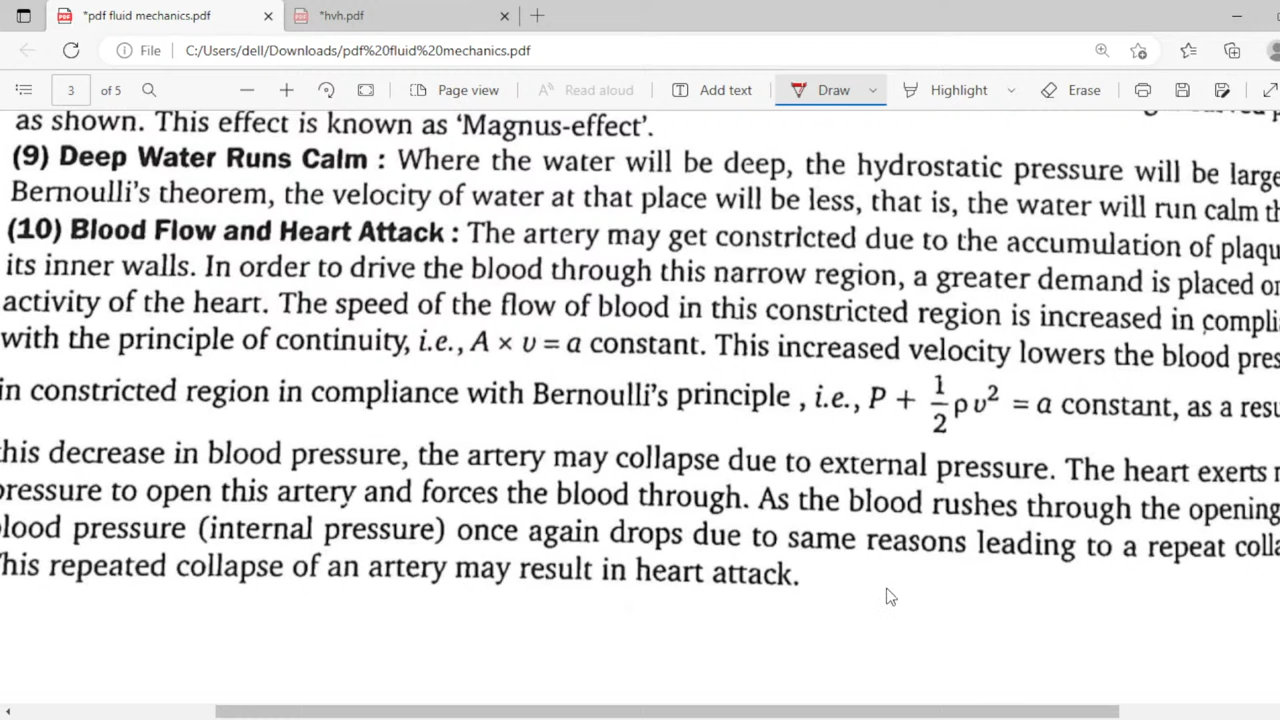 *pdf fluid mechanics.pdf
*hvh.pdf
File
C:/Users/dell/Downloads/pdf%20fluid%20mechanics.pdf
3 of 5
Page view
Read aloud
Add text
Draw
Highlight
Erase
as shown. This effect is known as 'Magnus-effect'.
(9) Deep Water Runs Calm : Where the water will be deep, the hydrostatic pressure will be large
Bernoulli's theorem, the velocity of water at that place will be less, that is, the water will run calm th
(10) Blood Flow and Heart Attack : The artery may get constricted due to the accumulation of plaqu
its inner walls. In order to drive the blood through this narrow region, a greater demand is placed on
activity of the heart. The speed of the flow of blood in this constricted region is increased in compli
with the principle of continuity, i.e., A × υ = a constant. This increased velocity lowers the blood pres
in constricted region in compliance with Bernoulli's principle , i.e., P + 1/2 ρ υ² = a constant, as a resu
this decrease in blood pressure, the artery may collapse due to external pressure. The heart exerts
pressure to open this artery and forces the blood through. As the blood rushes through the opening
blood pressure (internal pressure) once again drops due to same reasons leading to a repeat colla
This repeated collapse of an artery may result in heart attack.